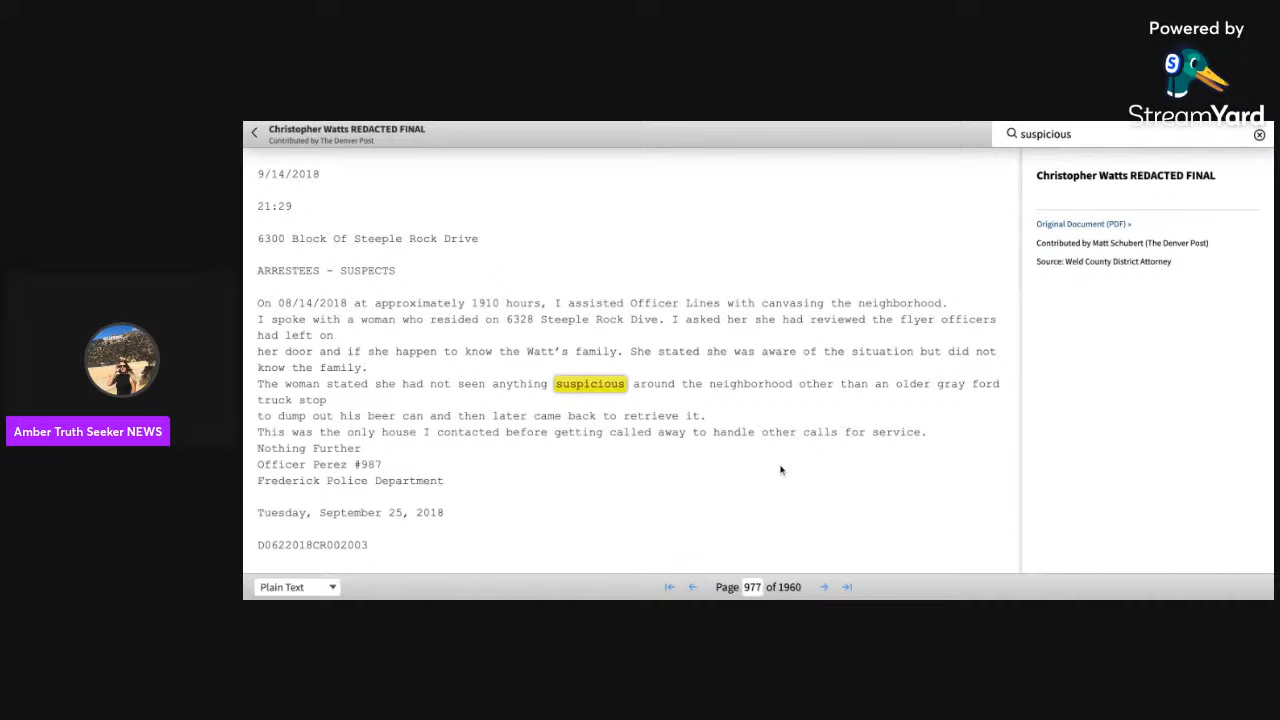 Powered by
StreamYard
Christopher Watts REDACTED FINAL
Contributed by The Denver Post
suspicious
9/14/2018
21:29
6300 Block Of Steeple Rock Drive
ARRESTEES - SUSPECTS
On 08/14/2018 at approximately 1910 hours, I assisted Officer Lines with canvasing the neighborhood.
I spoke with a woman who resided on 6328 Steeple Rock Dive. I asked her she had reviewed the flyer officers
had left on
her door and if she happen to know the Watt's family. She stated she was aware of the situation but did not
know the family.
The woman stated she had not seen anything suspicious around the neighborhood other than an older gray ford
truck stop
to dump out his beer can and then later came back to retrieve it.
This was the only house I contacted before getting called away to handle other calls for service.
Nothing Further
Officer Perez #987
Frederick Police Department
Tuesday, September 25, 2018
D0622018CR002003
Christopher Watts REDACTED FINAL
Original Document (PDF) »
Contributed by Matt Schubert (The Denver Post)
Source: Weld County District Attorney
Amber Truth Seeker NEWS
Plain Text
Page 977 of 1960